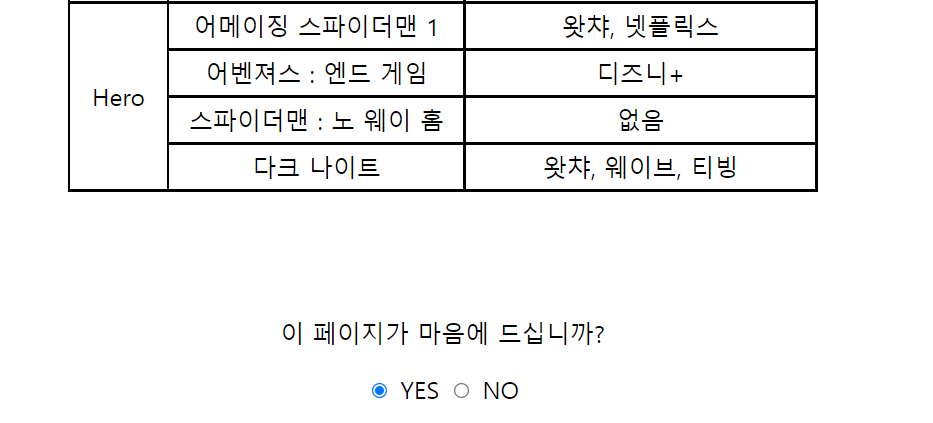 어메이징 스파이더맨 1 왓챠, 넷플릭스
어벤져스 : 엔드 게임 디즈니+
Hero
스파이더맨 : 노 웨이 홈 없음
다크 나이트 왓챠, 웨이브, 티빙
이 페이지가 마음에 드십니까?
YES NO